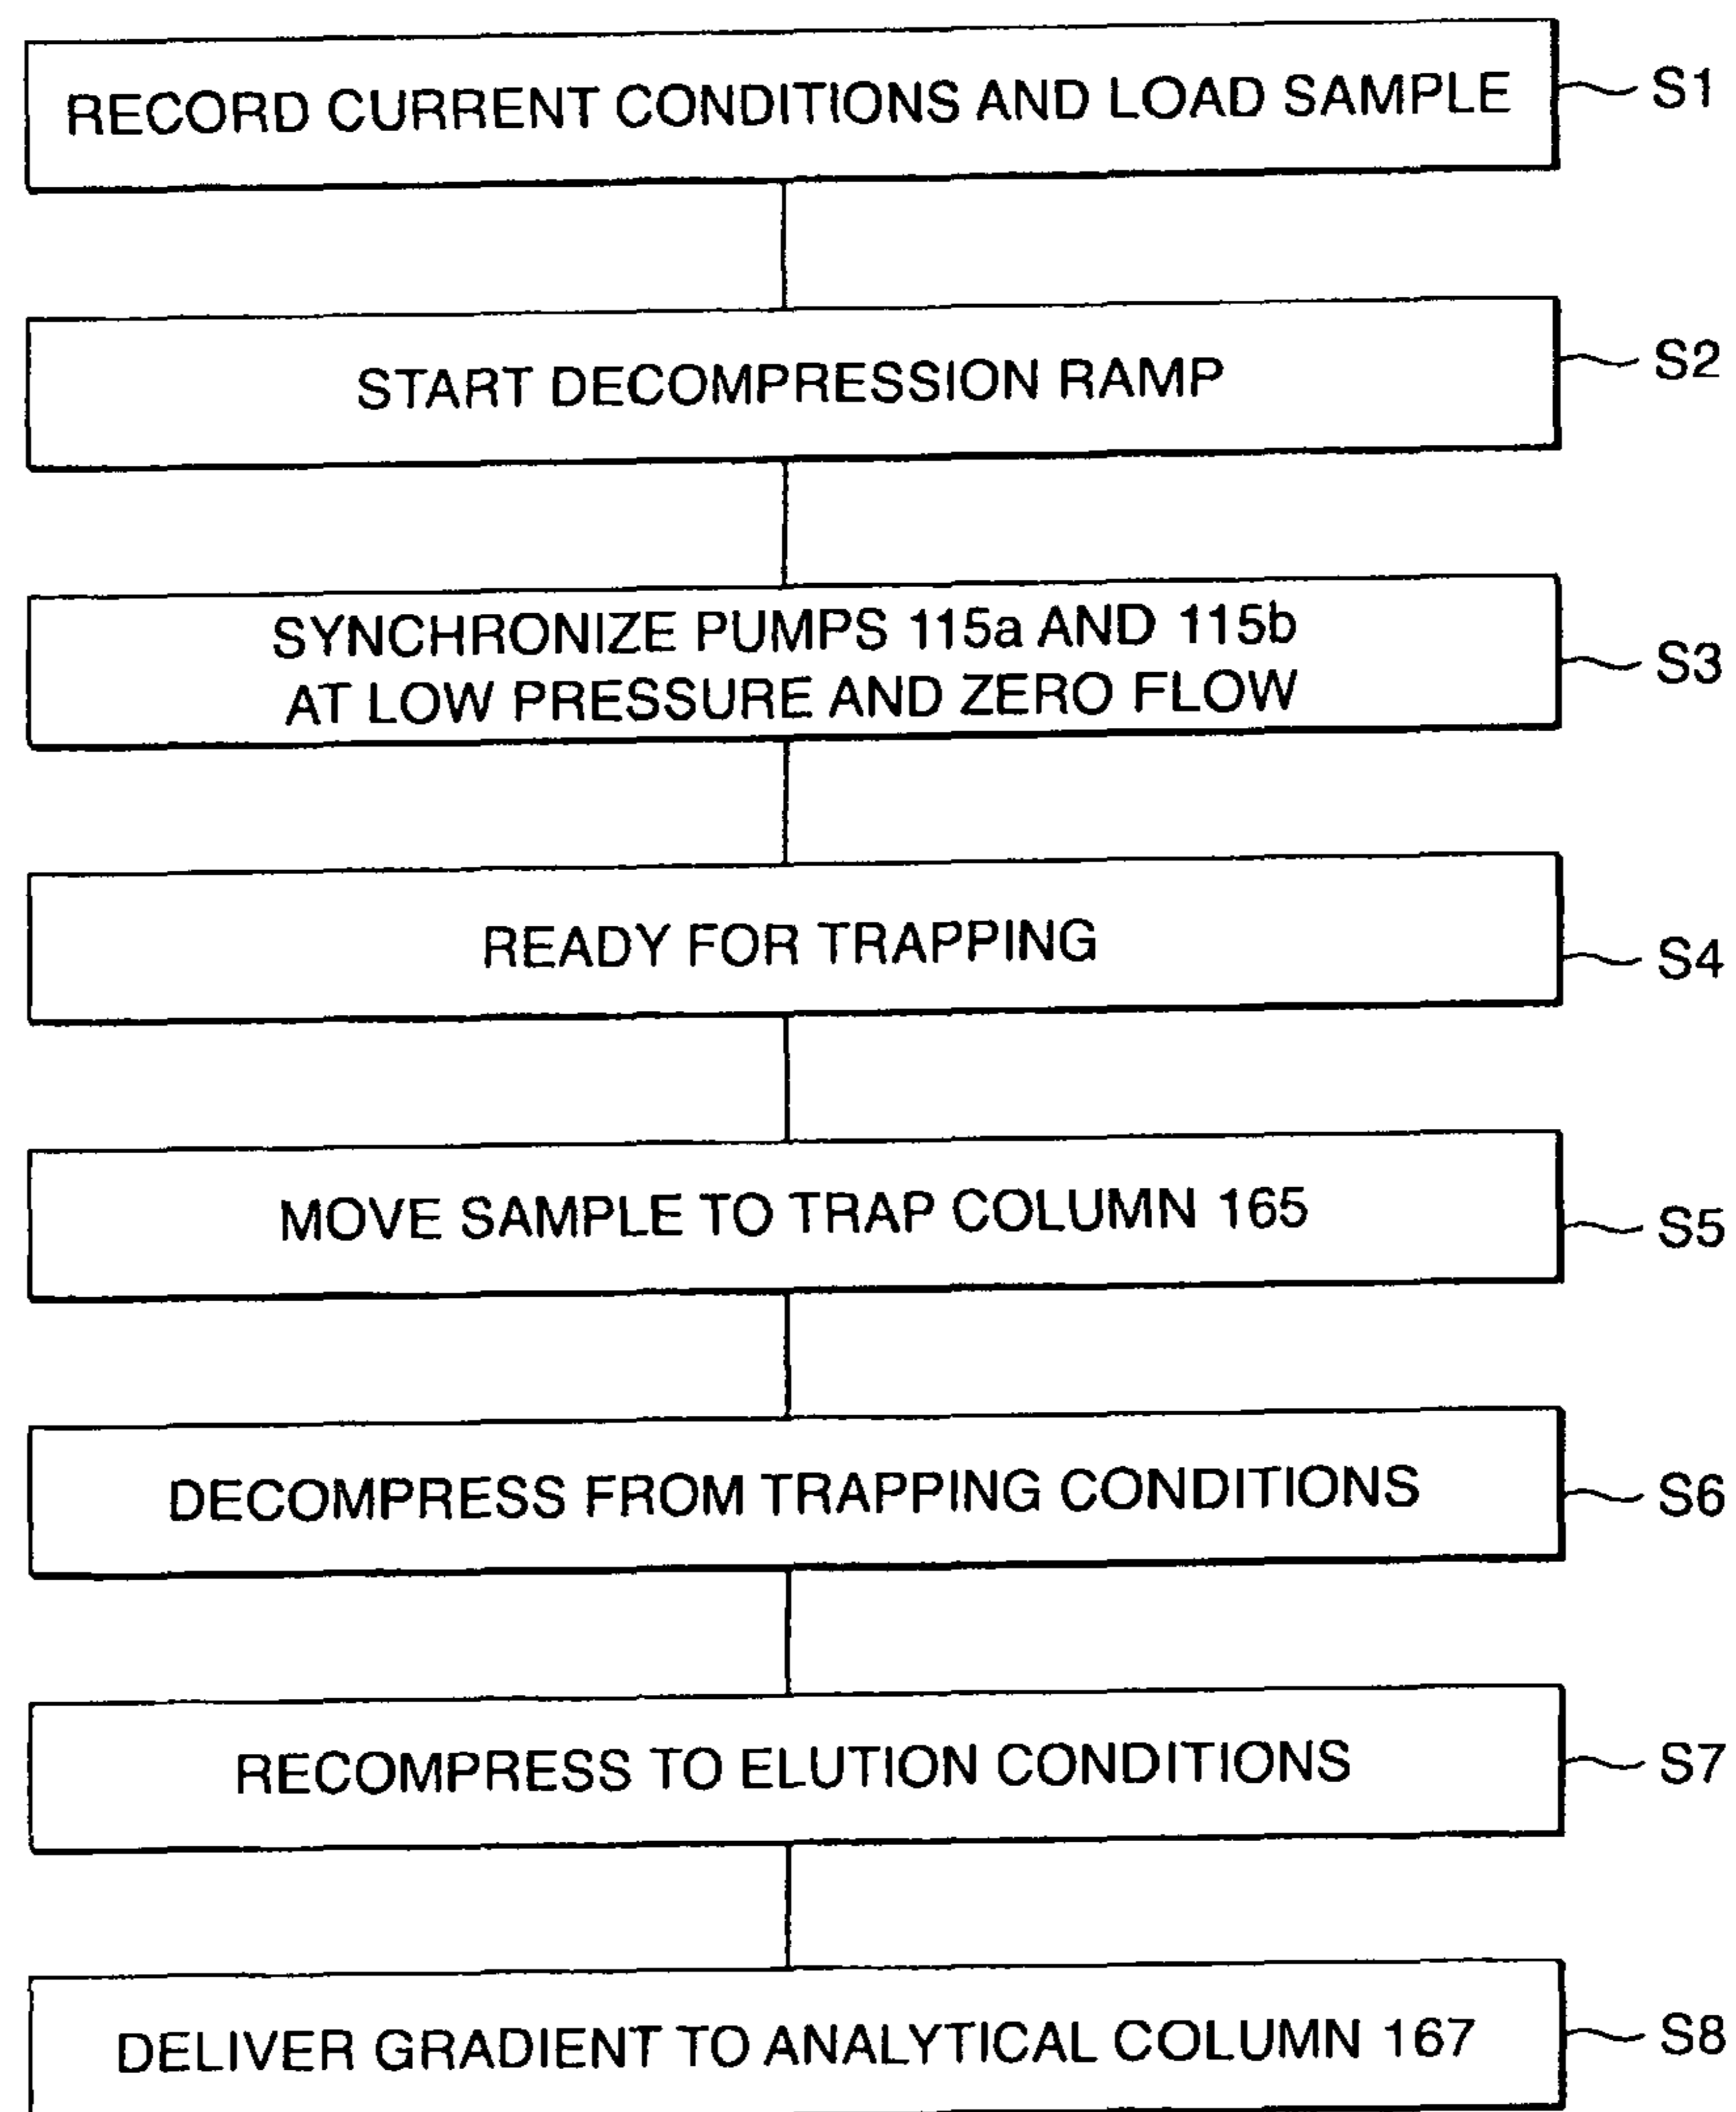 RECORD CURRENT CONDITIONS AND LOAD SAMPLE
S1
START DECOMPRESSION RAMP
S2
SYNCHRONIZE PUMPS 115a AND 115b
AT LOW PRESSURE AND ZERO FLOW
S3
READY FOR TRAPPING
S4
MOVE SAMPLE TO TRAP COLUMN 165
S5
DECOMPRESS FROM TRAPPING CONDITIONS
S6
RECOMPRESS TO ELUTION CONDITIONS
S7
DELIVER GRADIENT TO ANALYTICAL COLUMN 167
S8